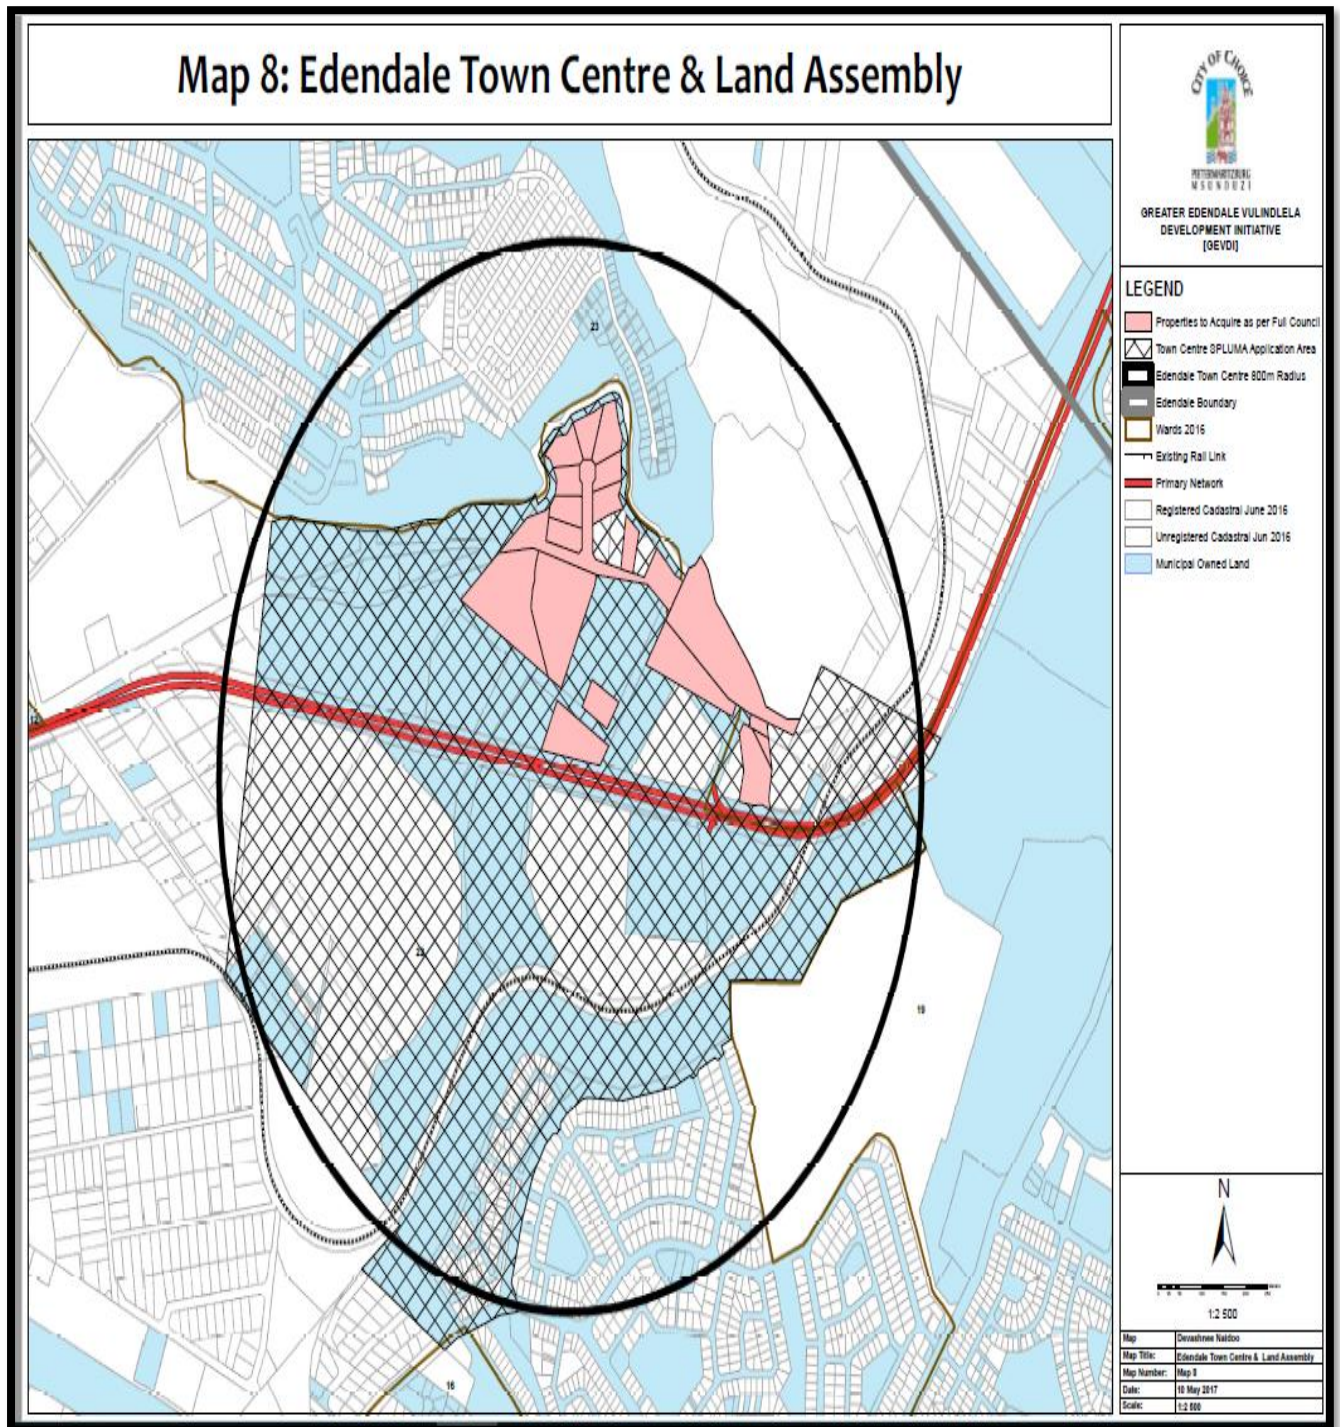 Map 8: Edendale Town Centre & Land Assembly
CITY OF CHOICE
PIETERMARITZBURG
MSUNDUZI
GREATER EDENDALE VULINDLELA
DEVELOPMENT INITIATIVE
[GEVDI]
LEGEND
Properties to Acquire as per Full Council
Town Centre SPLUMA Application Area
Edendale Town Centre 800m Radius
Edendale Boundary
Wards 2016
Existing Rail Link
Primary Network
Registered Cadastral June 2016
Unregistered Cadastral Jun 2016
Municipal Owned Land
23
12
22
19
16
N
1:2 500
Map Devashnee Naidoo
Map Title: Edendale Town Centre & Land Assembly
Map Number: Map 8
Date: 10 May 2017
Scale: 1:2 500